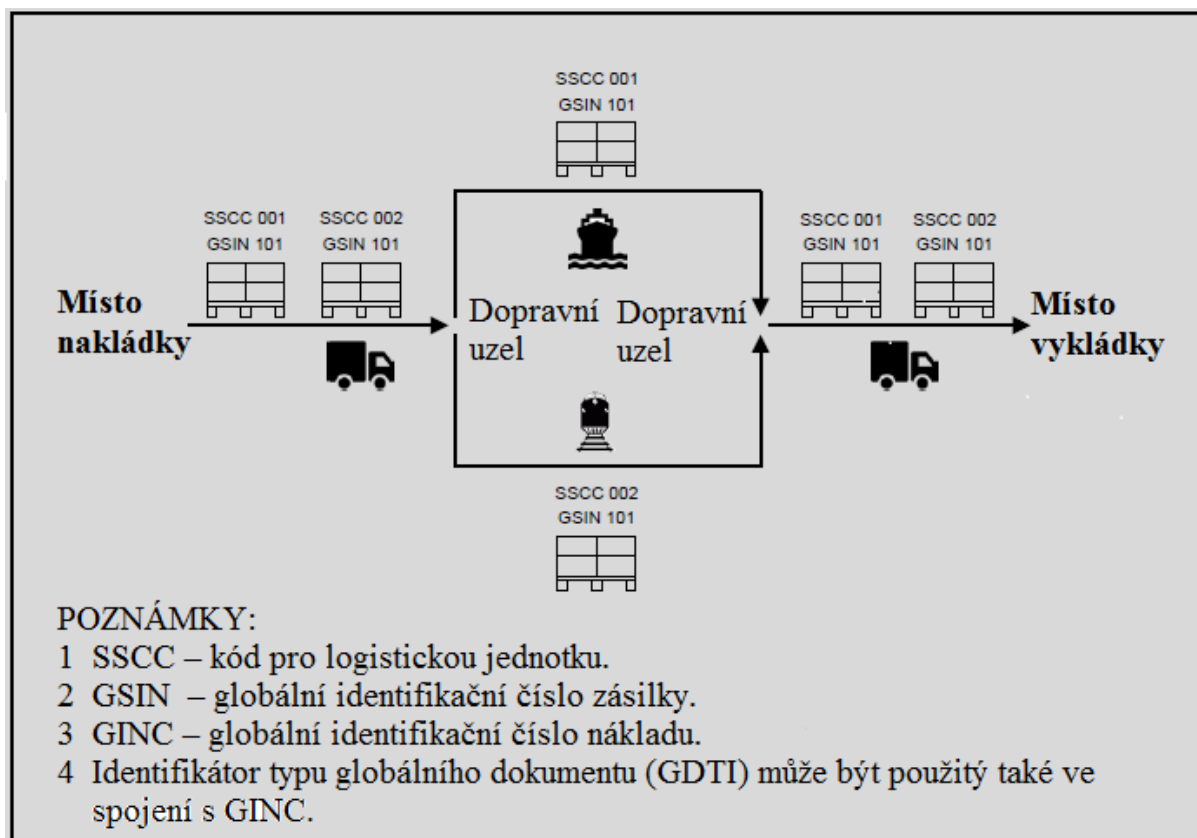 SSCC 001
GSIN 101
SSCC 001
GSIN 101
SSCC 002
GSIN 101
SSCC 001
GSIN 101
SSCC 002
GSIN 101
Místo
nakládky
Dopravní
uzel
Dopravní
uzel
Místo
vykládky
SSCC 002
GSIN 101
POZNÁMKY:
1 SSCC – kód pro logistickou jednotku.
2 GSIN – globální identifikační číslo zásilky.
3 GINC – globální identifikační číslo nákladu.
4 Identifikátor typu globálního dokumentu (GDTI) může být použitý také ve
spojení s GINC.